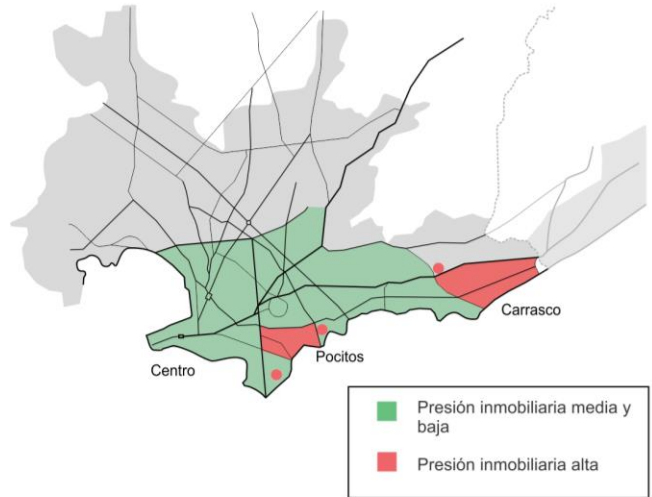 Carrasco
Pocitos
Centro
Presión inmobiliaria media y
baja
Presión inmobiliaria alta